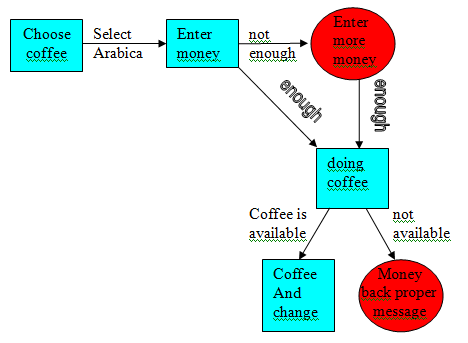 Choose
coffee
Select
Arabica
Enter
money
not
enough
Enter
more
money
enough
enough
doing
coffee
Coffee is
available
not
available
Coffee
And
change
Money
back proper
message